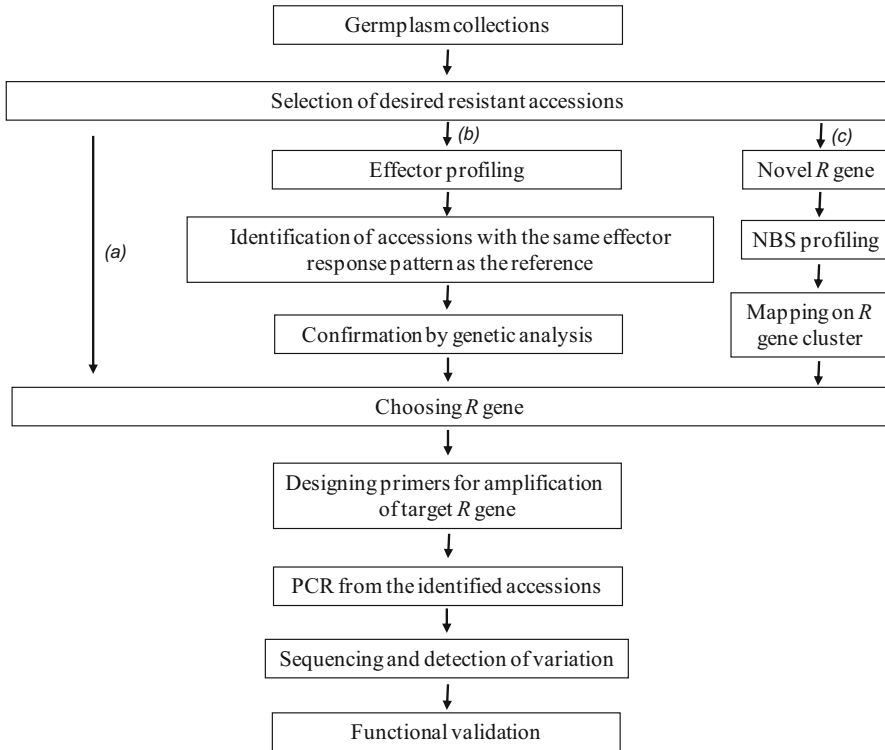 Germplasm collections
Selection of desired resistant accessions
(a)
(b)
Effector profiling
Identification of accessions with the same effector
response pattern as the reference
Confirmation by genetic analysis
(c)
Novel R gene
NBS profiling
Mapping on R
gene cluster
Choosing R gene
Designing primers for amplification
of target R gene
PCR from the identified accessions
Sequencing and detection of variation
Functional validation